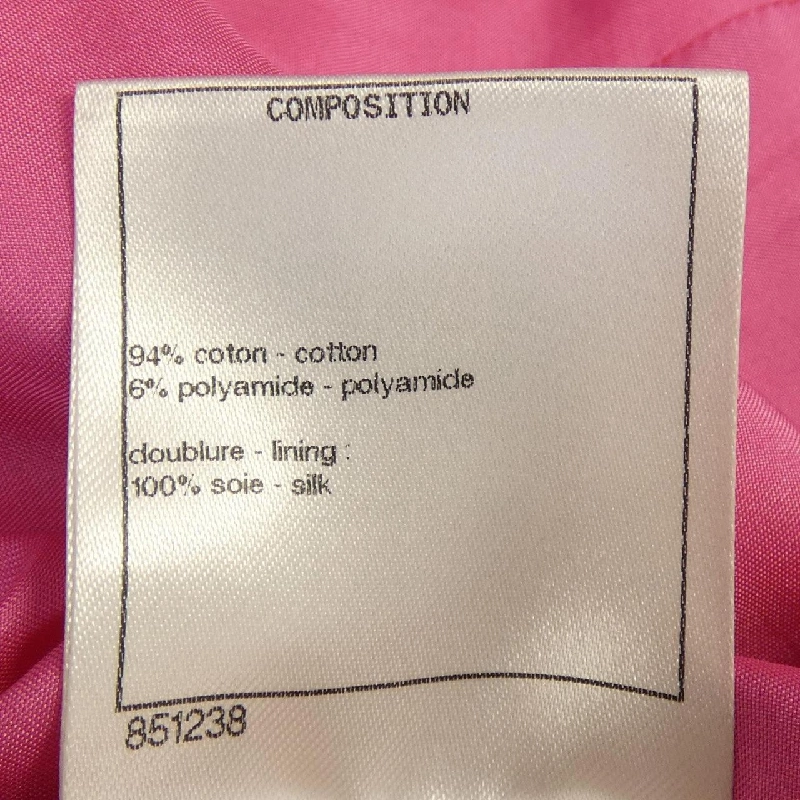 COMPOSITION
94% coton - cotton
6% polyamide - polyamide
doublure - lining :
100% soie - silk
851238